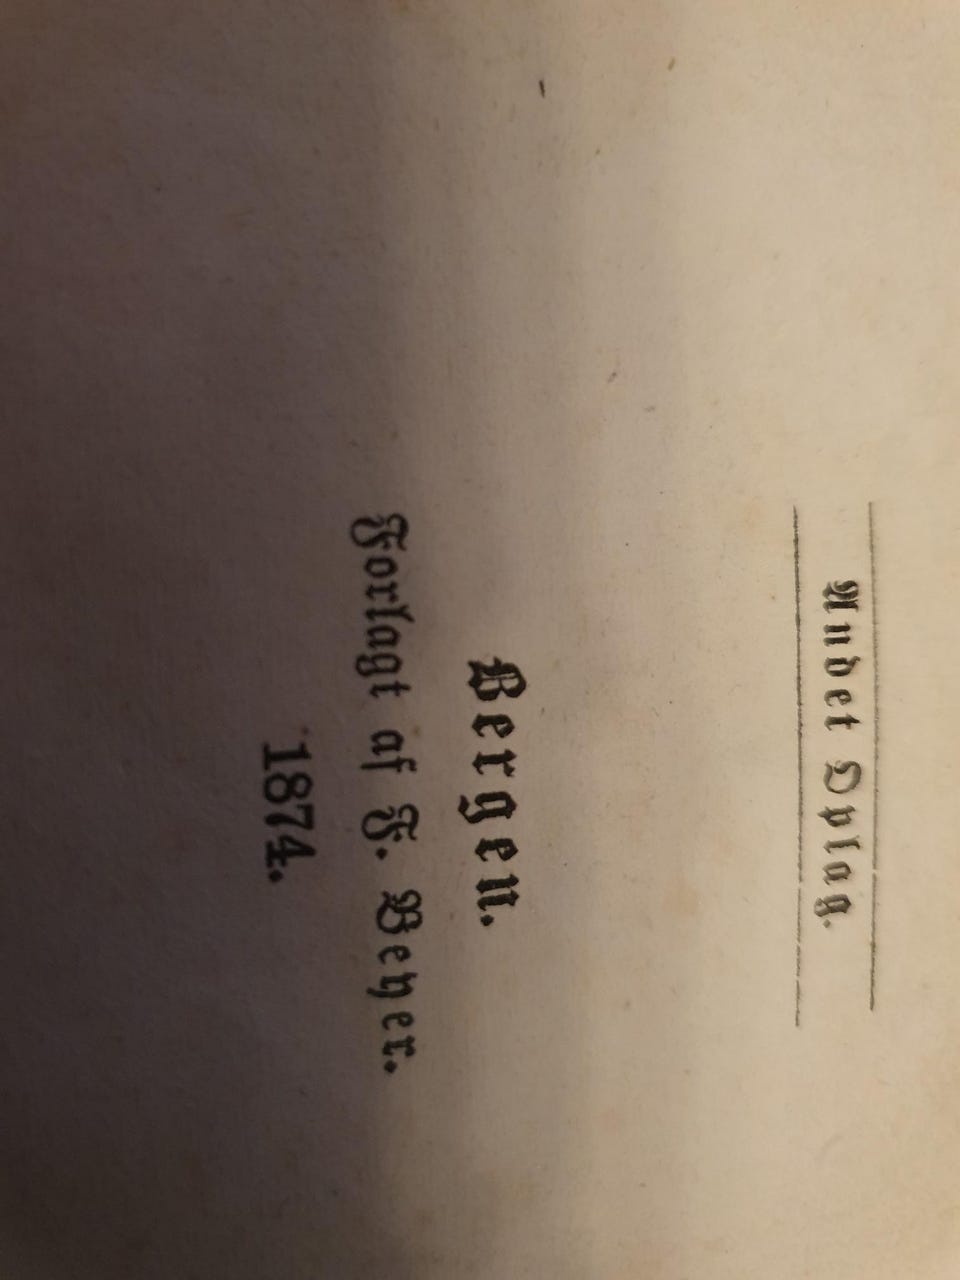 Andet Oplag.
Bergen.
Forlagt af F. Beyer.
1874.